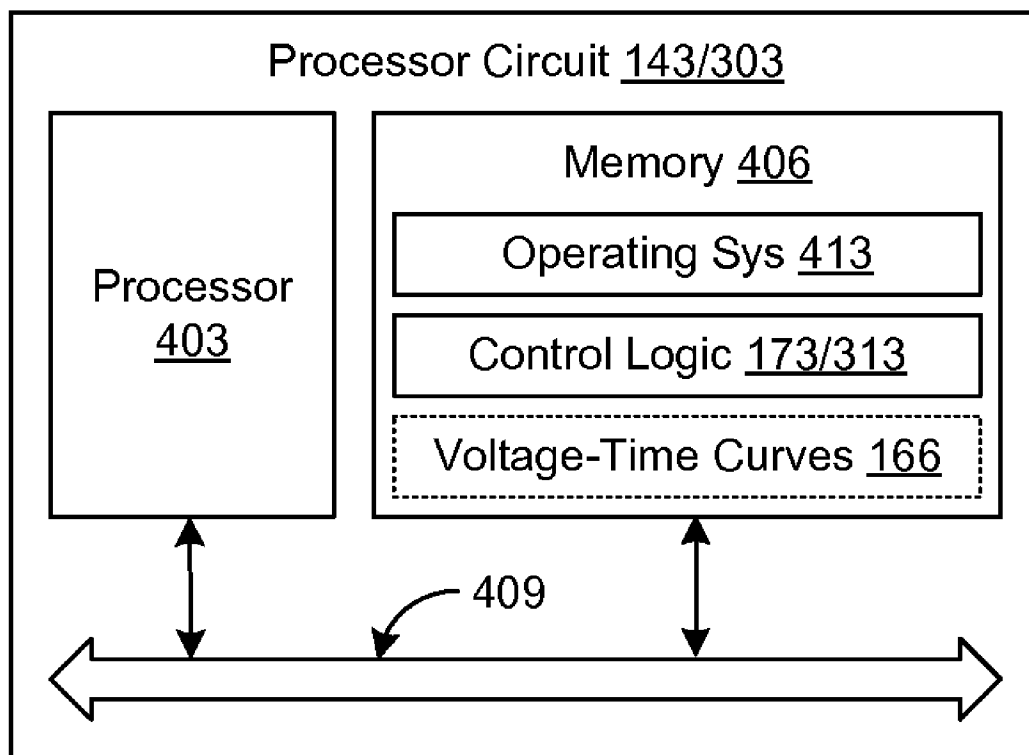 Processor Circuit 143/303
Processor
403
Memory 406
Operating Sys 413
Control Logic 173/313
Voltage-Time Curves 166
409